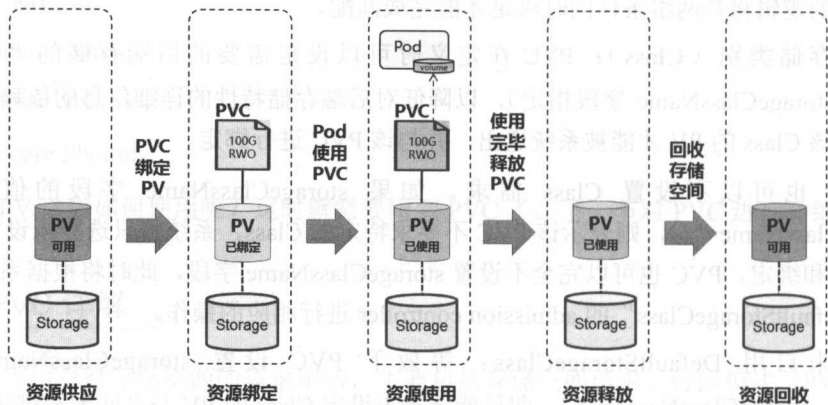 Pod
volume
PVC
100G
RWO
PVC
100G
RWO
PVC
绑定
PV
Pod
使用
PVC
使用
完毕
释放
PVC
回收
存储
空间
PV
可用
PV
已绑定
PV
已使用
PV
已使用
PV
可用
Storage
Storage
Storage
Storage
Storage
资源供应
资源绑定
资源使用
资源释放
资源回收